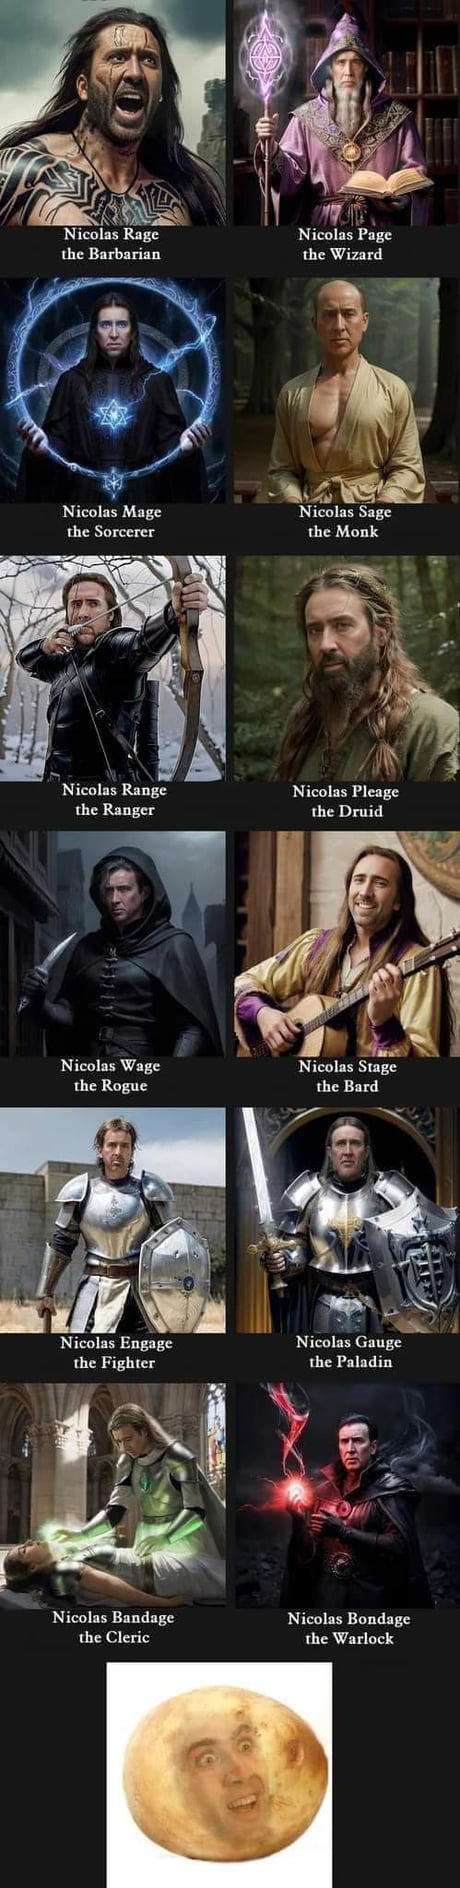 Nicolas Rage
the Barbarian
Nicolas Page
the Wizard
Nicolas Mage
the Sorcerer
Nicolas Sage
the Monk
Nicolas Range
the Ranger
Nicolas Pleage
the Druid
Nicolas Wage
the Rogue
Nicolas Stage
the Bard
Nicolas Engage
the Fighter
Nicolas Gauge
the Paladin
Nicolas Bandage
the Cleric
Nicolas Bondage
the Warlock